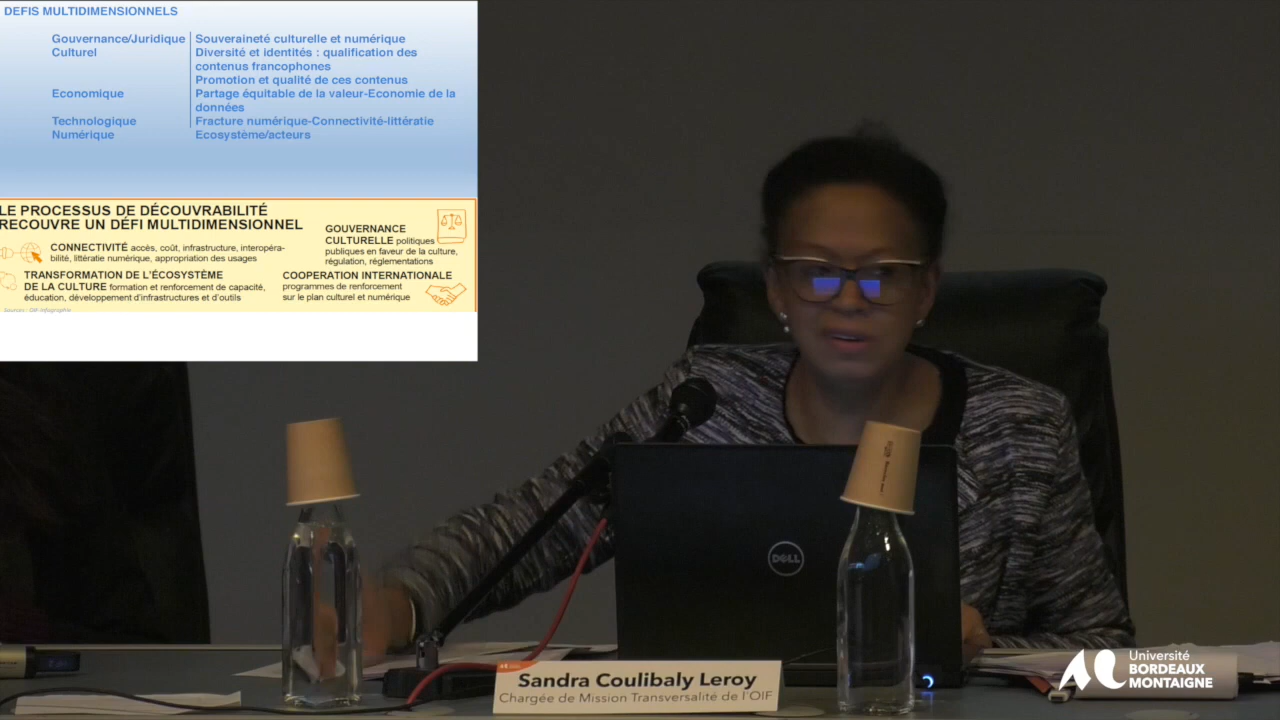 DEFIS MULTIDIMENSIONNELS
Gouvernance/Juridique Souveraineté culturelle et numérique
Culturel Diversité et identités : qualification des
contenus francophones
Promotion et qualité de ces contenus
Economique Partage équitable de la valeur-Economie de la
données
Technologique Fracture numérique-Connectivité-littératie
Numérique Ecosystème/acteurs
LE PROCESSUS DE DÉCOUVRABILITÉ
RECOUVRE UN DÉFI MULTIDIMENSIONNEL
CONNECTIVITÉ accès, coût, infrastructure, interopéra-
bilité, littératie numérique, appropriation des usages
TRANSFORMATION DE L'ÉCOSYSTÈME
DE LA CULTURE formation et renforcement de capacité,
éducation, développement d'infrastructures et d'outils
GOUVERNANCE
CULTURELLE politiques
publiques en faveur de la culture,
régulation, réglementations
COOPERATION INTERNATIONALE
programmes de renforcement
sur le plan culturel et numérique
Sources : OIF Infographie
DELL
Sandra Coulibaly Leroy
Chargée de Mission Transversalité de l'OIF
Université
BORDEAUX
MONTAIGNE